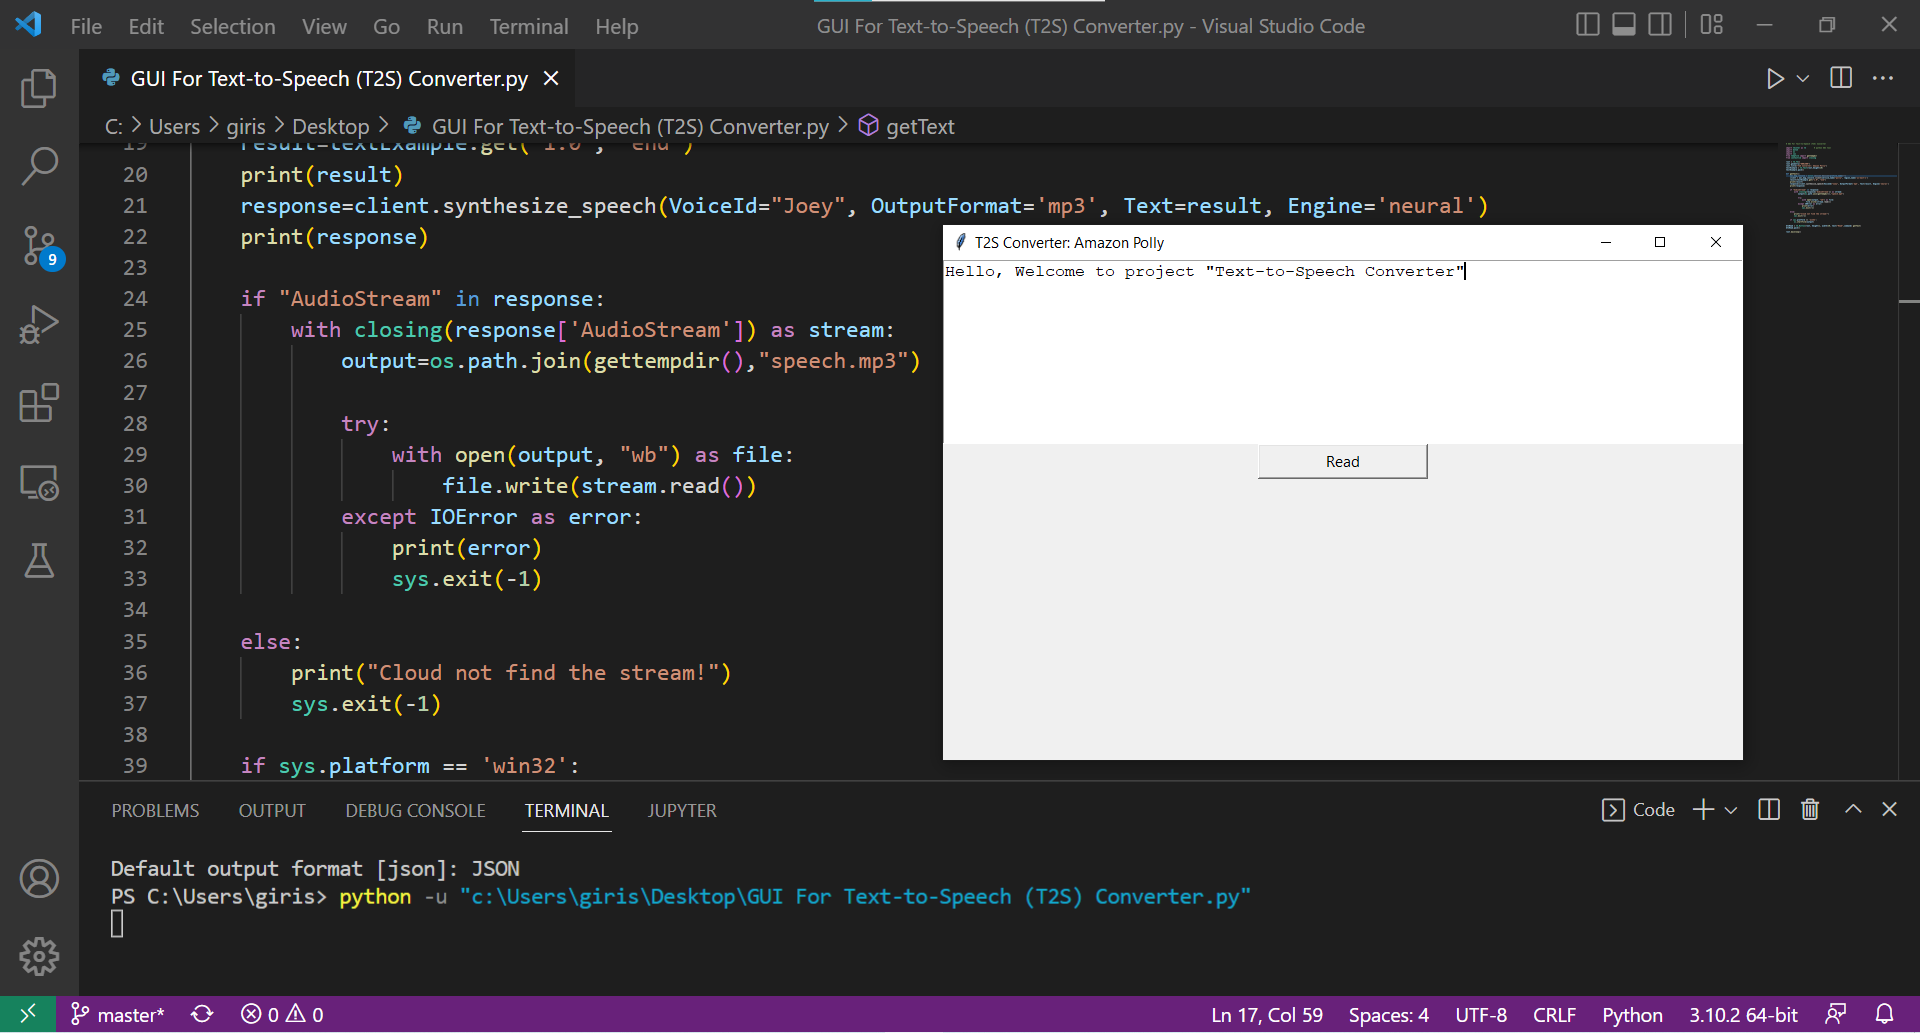 File Edit Selection View Go Run Terminal Help GUI For Text-to-Speech (T2S) Converter.py - Visual Studio Code
GUI For Text-to-Speech (T2S) Converter.py
C: > Users > giris > Desktop > GUI For Text-to-Speech (T2S) Converter.py > getText
19 result=textExample.get("1.0", "end")
20 print(result)
21 response=client.synthesize_speech(VoiceId="Joey", OutputFormat='mp3', Text=result, Engine='neural')
22 print(response)
23
24 if "AudioStream" in response:
25 with closing(response['AudioStream']) as stream:
26 output=os.path.join(gettempdir(),"speech.mp3")
27
28 try:
29 with open(output, "wb") as file:
30 file.write(stream.read())
31 except IOError as error:
32 print(error)
33 sys.exit(-1)
34
35 else:
36 print("Cloud not find the stream!")
37 sys.exit(-1)
38
39 if sys.platform == 'win32':
T2S Converter: Amazon Polly
Hello, Welcome to project "Text-to-Speech Converter"
Read
9
PROBLEMS OUTPUT DEBUG CONSOLE TERMINAL JUPYTER Code
Default output format [json]: JSON
PS C:\Users\giris> python -u "c:\Users\giris\Desktop\GUI For Text-to-Speech (T2S) Converter.py"
master* 0 0 Ln 17, Col 59 Spaces: 4 UTF-8 CRLF Python 3.10.2 64-bit